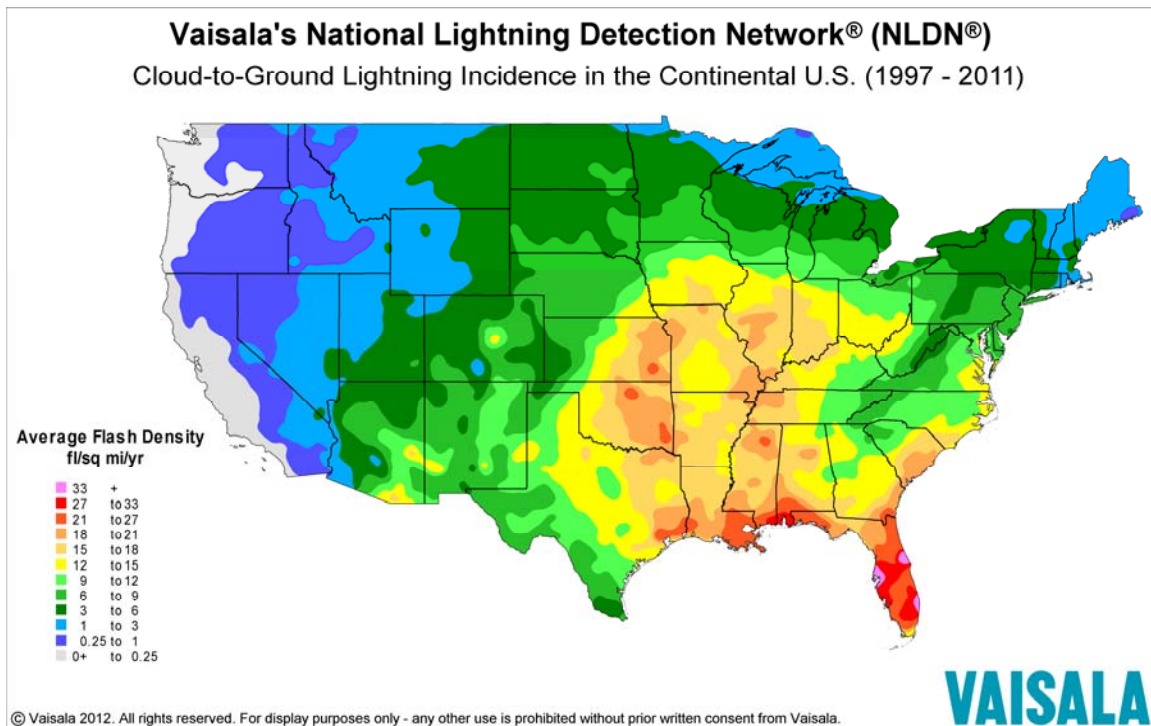 Vaisala's National Lightning Detection Network® (NLDN®)
Cloud-to-Ground Lightning Incidence in the Continental U.S. (1997 - 2011)
Average Flash Density
fl/sq mi/yr
33 +
27 to 33
21 to 27
18 to 21
15 to 18
12 to 15
9 to 12
6 to 9
3 to 6
1 to 3
0.25 to 1
0+ to 0.25
VAISALA
© Vaisala 2012. All rights reserved. For display purposes only - any other use is prohibited without prior written consent from Vaisala.